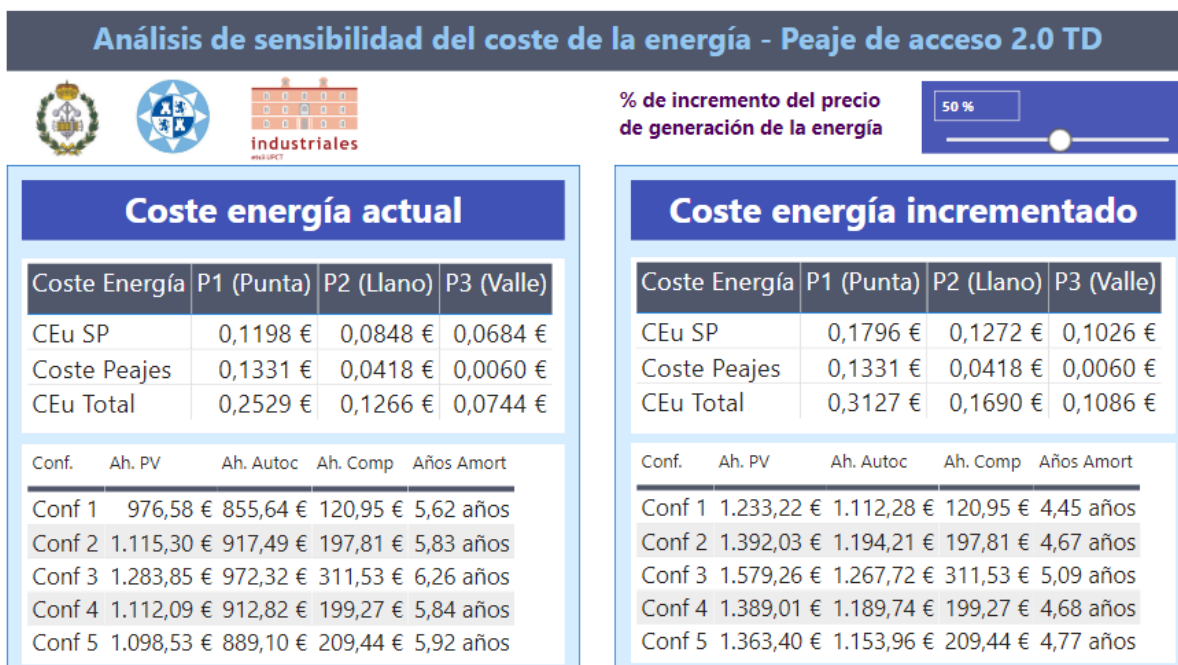 Análisis de sensibilidad del coste de la energía - Peaje de acceso 2.0 TD
industriales
etsii UPCT
% de incremento del precio
de generación de la energía
50 %
Coste energía actual
Coste Energía P1 (Punta) P2 (Llano) P3 (Valle)
CEu SP 0,1198 € 0,0848 € 0,0684 €
Coste Peajes 0,1331 € 0,0418 € 0,0060 €
CEu Total 0,2529 € 0,1266 € 0,0744 €
Conf. Ah. PV Ah. Autoc Ah. Comp Años Amort
Conf 1 976,58 € 855,64 € 120,95 € 5,62 años
Conf 2 1.115,30 € 917,49 € 197,81 € 5,83 años
Conf 3 1.283,85 € 972,32 € 311,53 € 6,26 años
Conf 4 1.112,09 € 912,82 € 199,27 € 5,84 años
Conf 5 1.098,53 € 889,10 € 209,44 € 5,92 años
Coste energía incrementado
Coste Energía P1 (Punta) P2 (Llano) P3 (Valle)
CEu SP 0,1796 € 0,1272 € 0,1026 €
Coste Peajes 0,1331 € 0,0418 € 0,0060 €
CEu Total 0,3127 € 0,1690 € 0,1086 €
Conf. Ah. PV Ah. Autoc Ah. Comp Años Amort
Conf 1 1.233,22 € 1.112,28 € 120,95 € 4,45 años
Conf 2 1.392,03 € 1.194,21 € 197,81 € 4,67 años
Conf 3 1.579,26 € 1.267,72 € 311,53 € 5,09 años
Conf 4 1.389,01 € 1.189,74 € 199,27 € 4,68 años
Conf 5 1.363,40 € 1.153,96 € 209,44 € 4,77 años